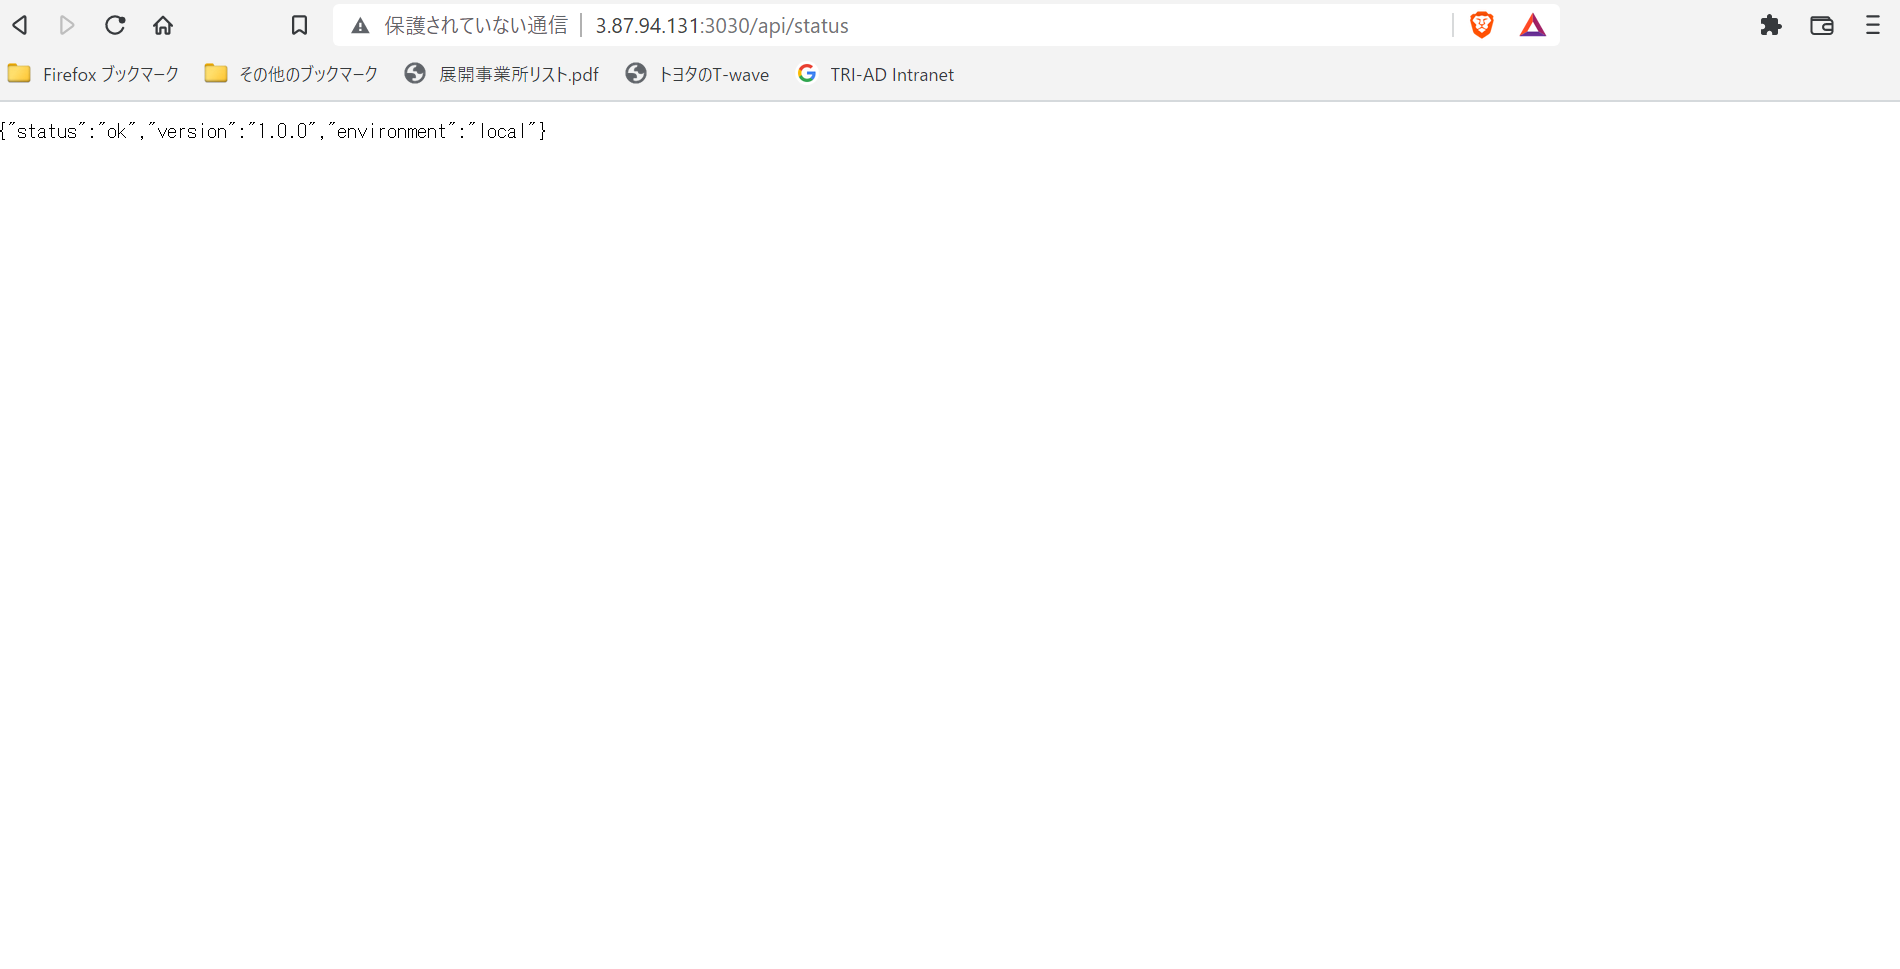 保護されていない通信 3.87.94.131:3030/api/status
Firefox ブックマーク その他のブックマーク 展開事業所リスト.pdf トヨタのT-wave TRI-AD Intranet
{"status":"ok","version":"1.0.0","environment":"local"}